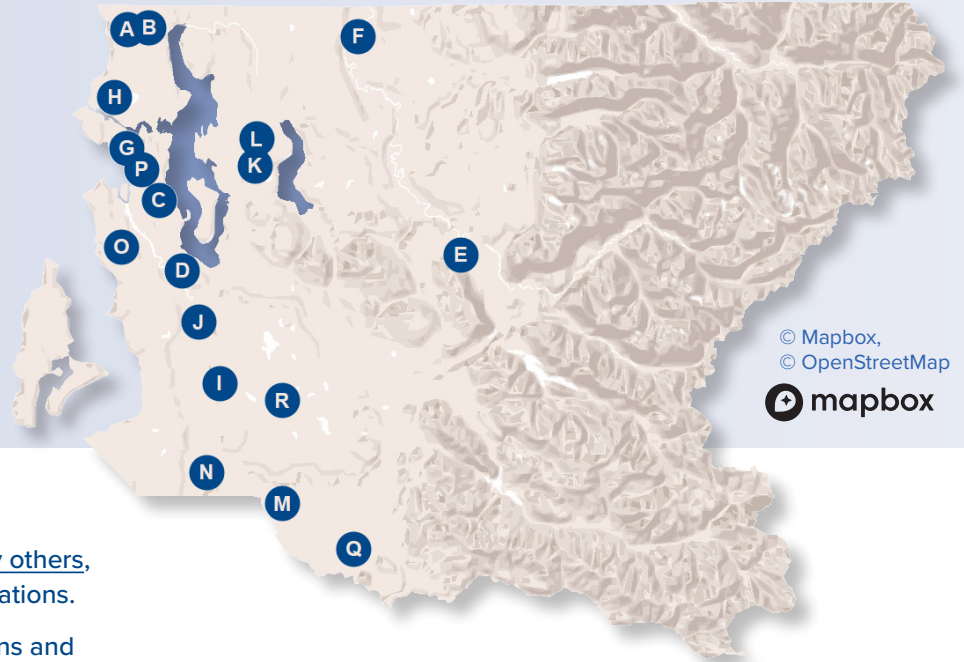 A B
F
H
L
G
K
P
C
O
E
D
J
© Mapbox,
© OpenStreetMap
I
R
mapbox
N
M
y others,
Q
ations.
ns and